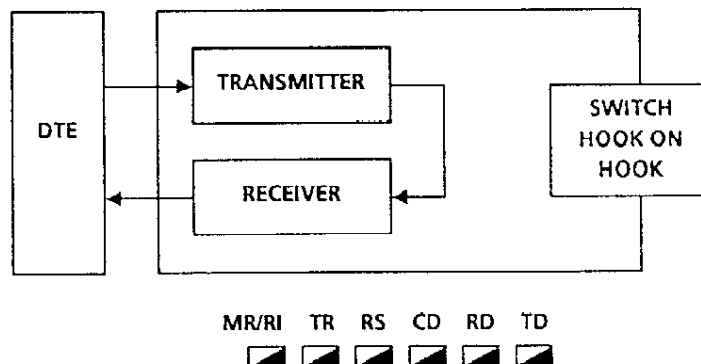 TRANSMITTER
DTE
SWITCH
HOOK ON
HOOK
RECEIVER
MR/RI TR RS CD RD TD